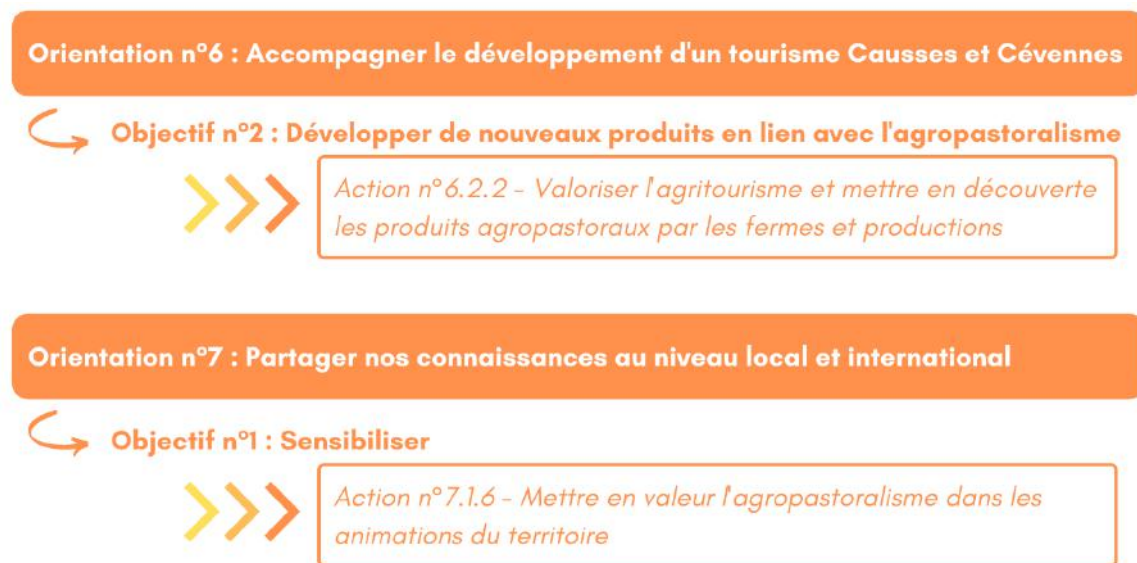 Orientation n°6 : Accompagner le développement d'un tourisme Causses et Cévennes
Objectif n°2 : Développer de nouveaux produits en lien avec l'agropastoralisme
Action n°6.2.2 - Valoriser l'agritourisme et mettre en découverte
les produits agropastoraux par les fermes et productions
Orientation n°7 : Partager nos connaissances au niveau local et international
Objectif n°1 : Sensibiliser
Action n°7.1.6 - Mettre en valeur l'agropastoralisme dans les
animations du territoire